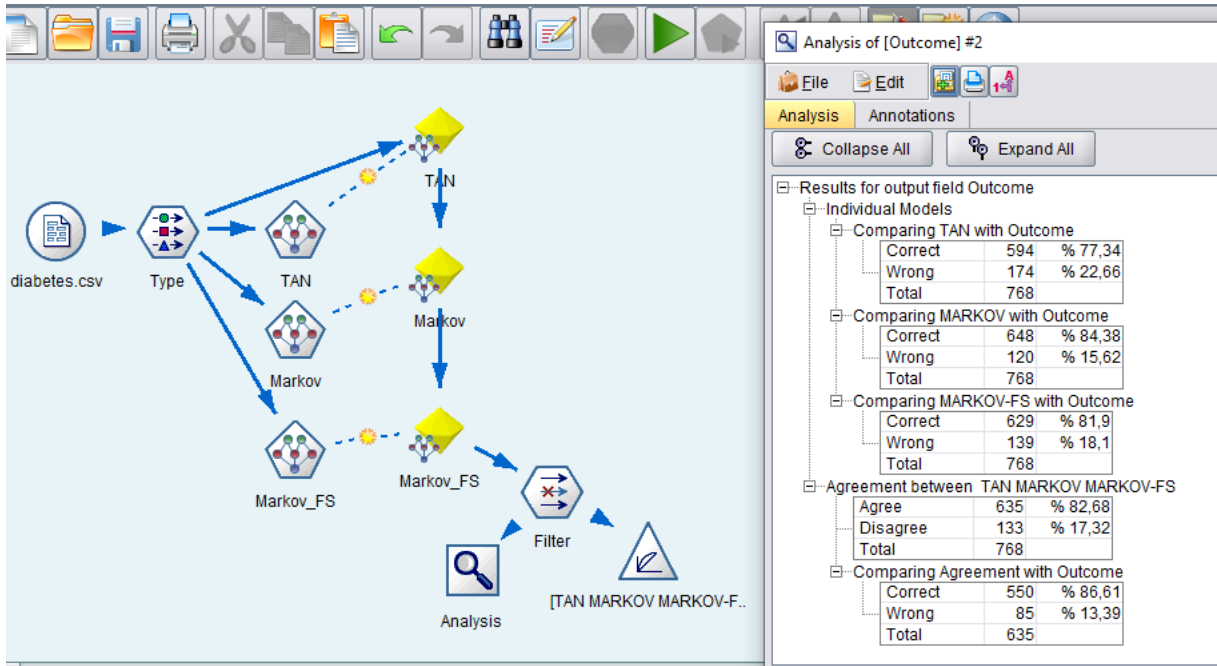 TAN
diabetes.csv
Type
TAN
Markov
Markov
Markov_FS
Markov_FS
Filter
Analysis
[TAN MARKOV MARKOV-F..
Analysis of [Outcome] #2
File Edit
Analysis Annotations
Collapse All Expand All
Results for output field Outcome
Individual Models
Comparing TAN with Outcome
Correct 594 % 77,34
Wrong 174 % 22,66
Total 768
Comparing MARKOV with Outcome
Correct 648 % 84,38
Wrong 120 % 15,62
Total 768
Comparing MARKOV-FS with Outcome
Correct 629 % 81,9
Wrong 139 % 18,1
Total 768
Agreement between TAN MARKOV MARKOV-FS
Agree 635 % 82,68
Disagree 133 % 17,32
Total 768
Comparing Agreement with Outcome
Correct 550 % 86,61
Wrong 85 % 13,39
Total 635